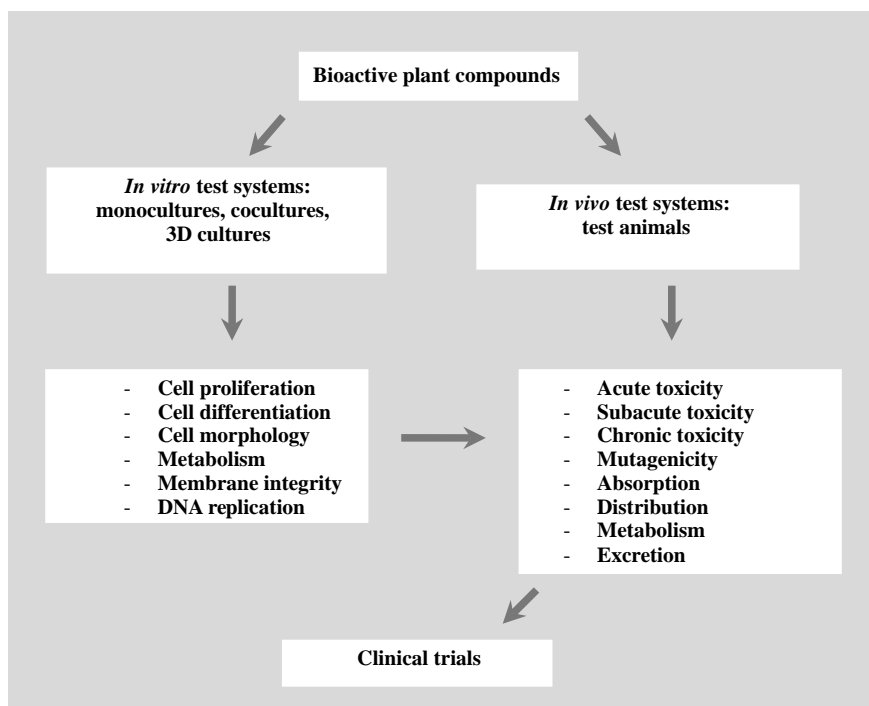 Bioactive plant compounds
In vitro test systems:
monocultures, cocultures,
3D cultures
In vivo test systems:
test animals
- Cell proliferation
- Cell differentiation
- Cell morphology
- Metabolism
- Membrane integrity
- DNA replication
- Acute toxicity
- Subacute toxicity
- Chronic toxicity
- Mutagenicity
- Absorption
- Distribution
- Metabolism
- Excretion
Clinical trials